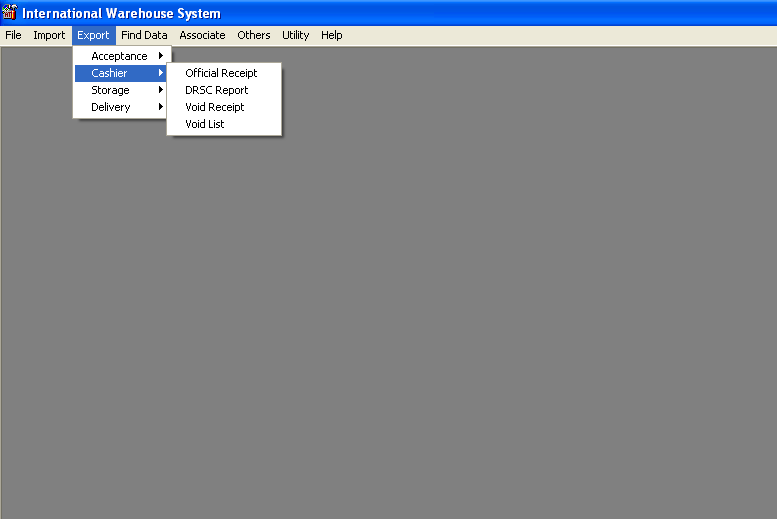 International Warehouse System
File Import Export Find Data Associate Others Utility Help
Acceptance
Cashier
Storage
Delivery
Official Receipt
DRSC Report
Void Receipt
Void List